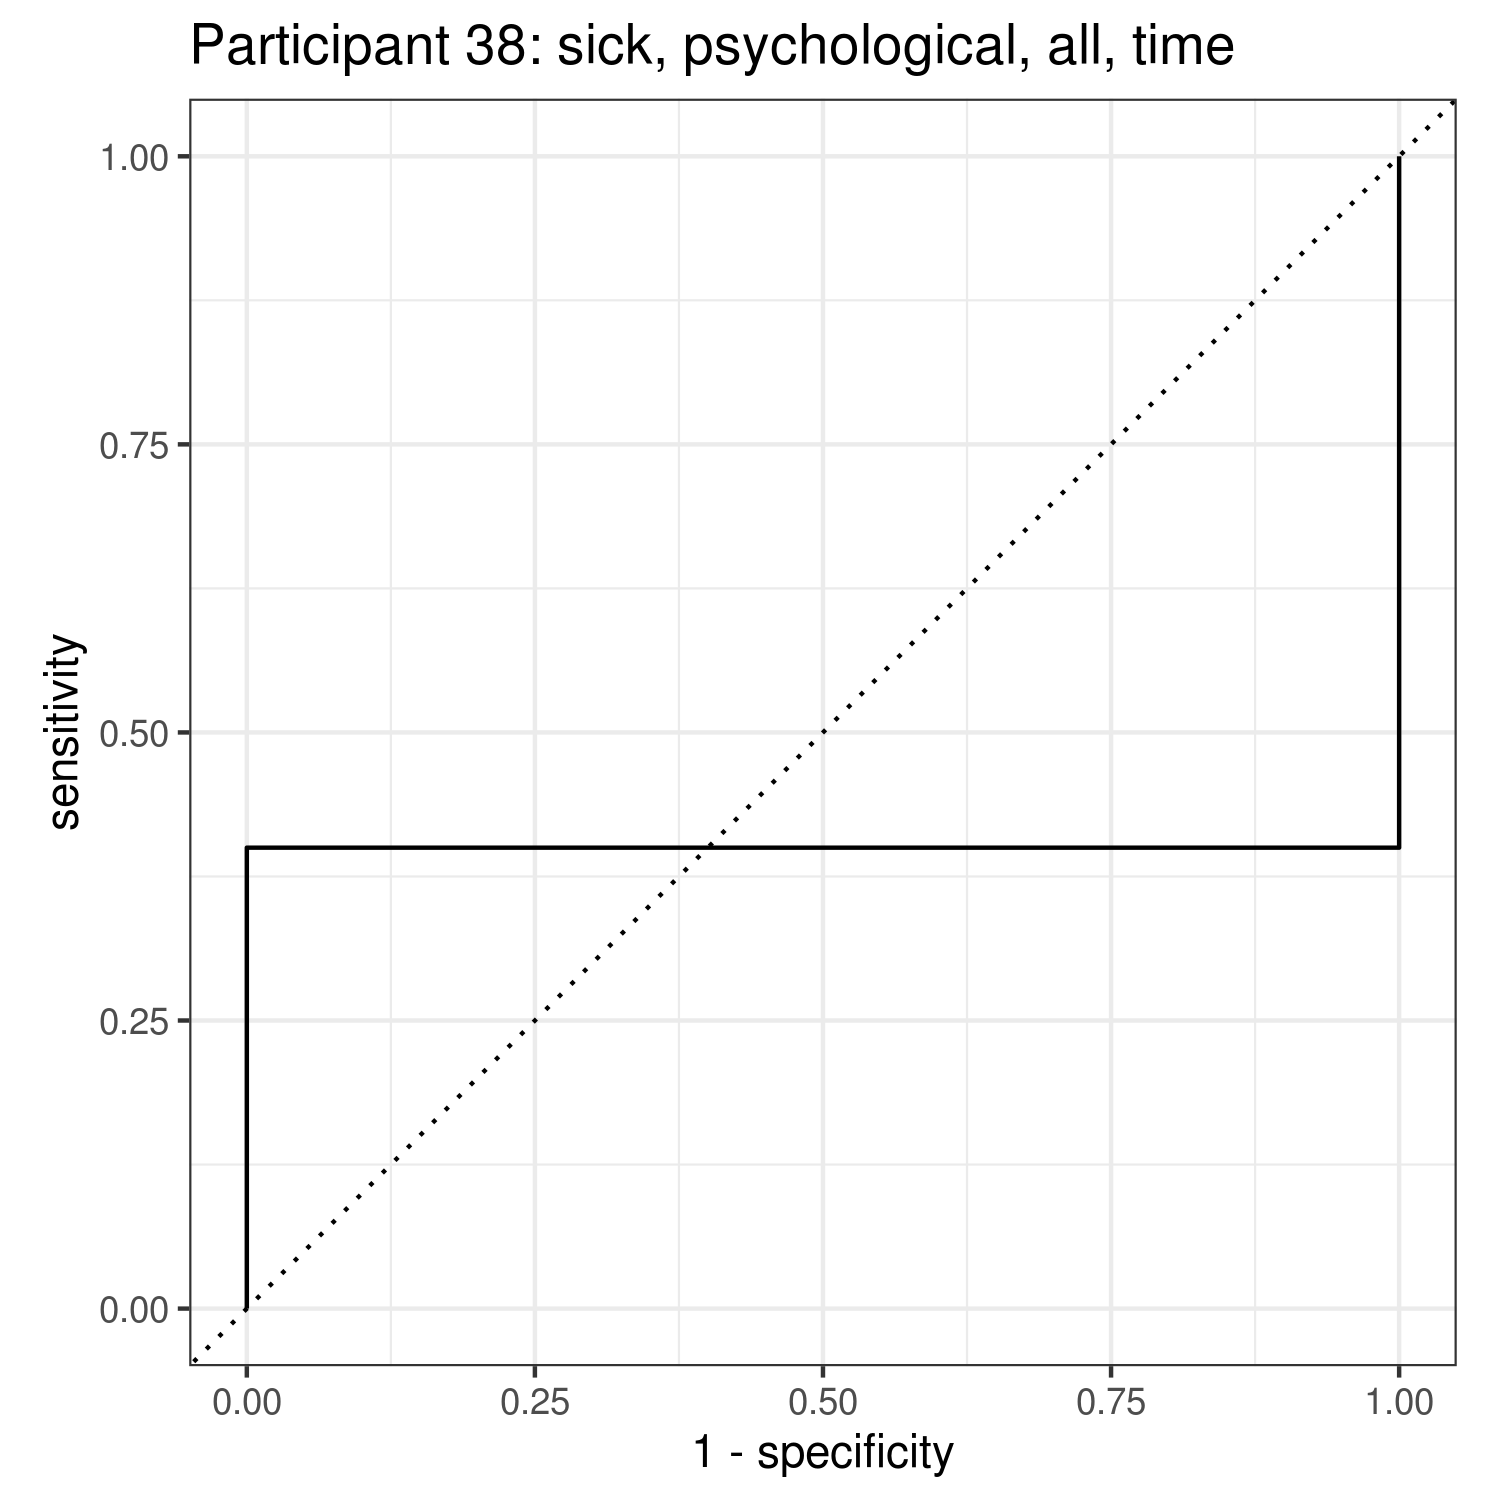 Participant 38: sick, psychological, all, time
1.00
0.75
0.50
0.25
0.00
sensitivity
0.00 0.25 0.50 0.75 1.00
1 - specificity